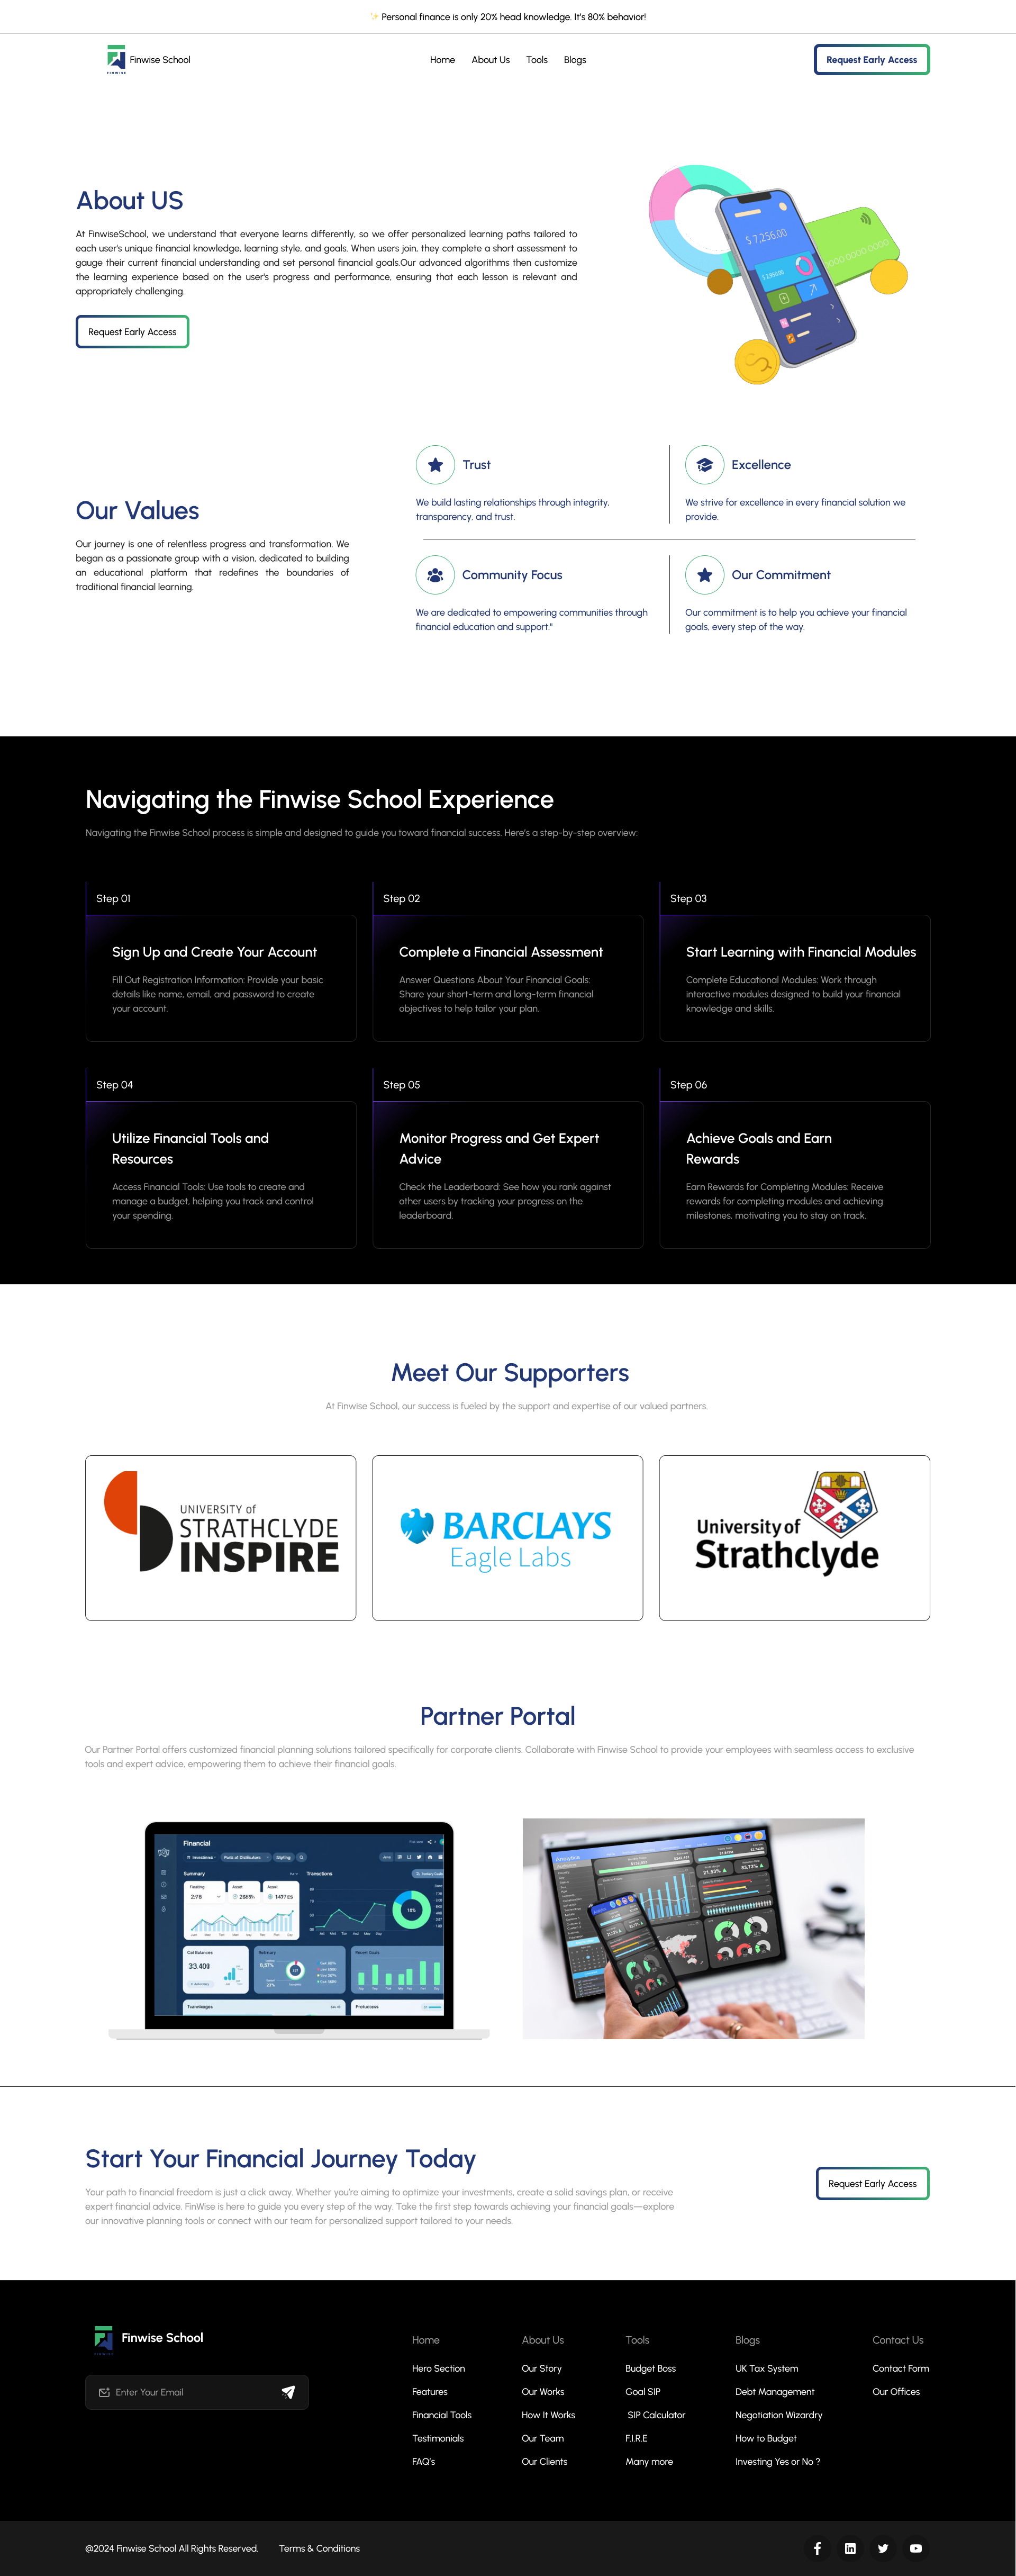 ✨ Personal finance is only 20% head knowledge. It's 80% behavior!
FINWISE
Finwise School
Home
About Us
Tools
Blogs
Request Early Access
About US
At FinwiseSchool, we understand that everyone learns differently, so we offer personalized learning paths tailored to
each user's unique financial knowledge, learning style, and goals. When users join, they complete a short assessment to
gauge their current financial understanding and set personal financial goals.Our advanced algorithms then customize
the learning experience based on the user's progress and performance, ensuring that each lesson is relevant and
appropriately challenging.
Request Early Access
$ 7,256.00
0000 0000 0000
Our Values
Our journey is one of relentless progress and transformation. We
began as a passionate group with a vision, dedicated to building
an educational platform that redefines the boundaries of
traditional financial learning.
Trust
We build lasting relationships through integrity,
transparency, and trust.
Excellence
We strive for excellence in every financial solution we
provide.
Community Focus
We are dedicated to empowering communities through
financial education and support."
Our Commitment
Our commitment is to help you achieve your financial
goals, every step of the way.
Navigating the Finwise School Experience
Navigating the Finwise School process is simple and designed to guide you toward financial success. Here's a step-by-step overview:
Step 01
Sign Up and Create Your Account
Fill Out Registration Information: Provide your basic
details like name, email, and password to create
your account.
Step 02
Complete a Financial Assessment
Answer Questions About Your Financial Goals:
Share your short-term and long-term financial
objectives to help tailor your plan.
Step 03
Start Learning with Financial Modules
Complete Educational Modules: Work through
interactive modules designed to build your financial
knowledge and skills.
Step 04
Utilize Financial Tools and
Resources
Access Financial Tools: Use tools to create and
manage a budget, helping you track and control
your spending.
Step 05
Monitor Progress and Get Expert
Advice
Check the Leaderboard: See how you rank against
other users by tracking your progress on the
leaderboard.
Step 06
Achieve Goals and Earn
Rewards
Earn Rewards for Completing Modules: Receive
rewards for completing modules and achieving
milestones, motivating you to stay on track.
Meet Our Supporters
At Finwise School, our success is fueled by the support and expertise of our valued partners.
UNIVERSITY of
STRATHCLYDE
INSPIRE
BARCLAYS
Eagle Labs
University of
Strathclyde
Partner Portal
Our Partner Portal offers customized financial planning solutions tailored specifically for corporate clients. Collaborate with Finwise School to provide your employees with seamless access to exclusive
tools and expert advice, empowering them to achieve their financial goals.
Financial
Summary
Analytics
Start Your Financial Journey Today
Your path to financial freedom is just a click away. Whether you're aiming to optimize your investments, create a solid savings plan, or receive
expert financial advice, FinWise is here to guide you every step of the way. Take the first step towards achieving your financial goals—explore
our innovative planning tools or connect with our team for personalized support tailored to your needs.
Request Early Access
Finwise School
Enter Your Email
Home
Hero Section
Features
Financial Tools
Testimonials
FAQ's
About Us
Our Story
Our Works
How It Works
Our Team
Our Clients
Tools
Budget Boss
Goal SIP
SIP Calculator
F.I.R.E
Many more
Blogs
UK Tax System
Debt Management
Negotiation Wizardry
How to Budget
Investing Yes or No ?
Contact Us
Contact Form
Our Offices
@2024 Finwise School All Rights Reserved.
Terms & Conditions